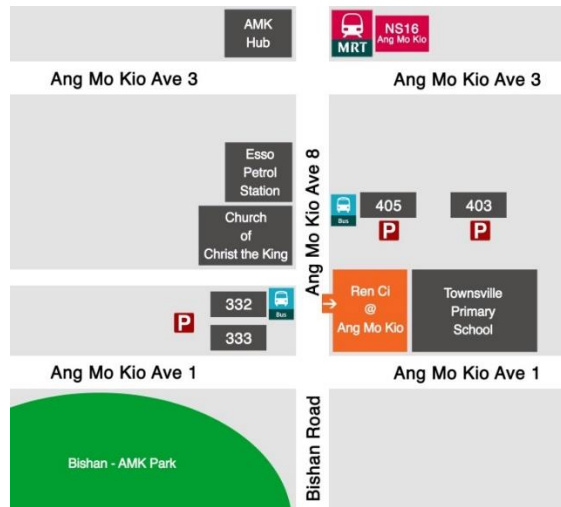 AMK
Hub
MRT
NS16
Ang Mo Kio
Ang Mo Kio Ave 3
Ang Mo Kio Ave 3
Esso
Petrol
Station
Church
of
Christ the King
Ang Mo Kio Ave 8
Bus
405
403
P
P
332
Bus
333
P
Ren Ci
@
Ang Mo Kio
Townsville
Primary
School
Ang Mo Kio Ave 1
Ang Mo Kio Ave 1
Bishan - AMK Park
Bishan Road